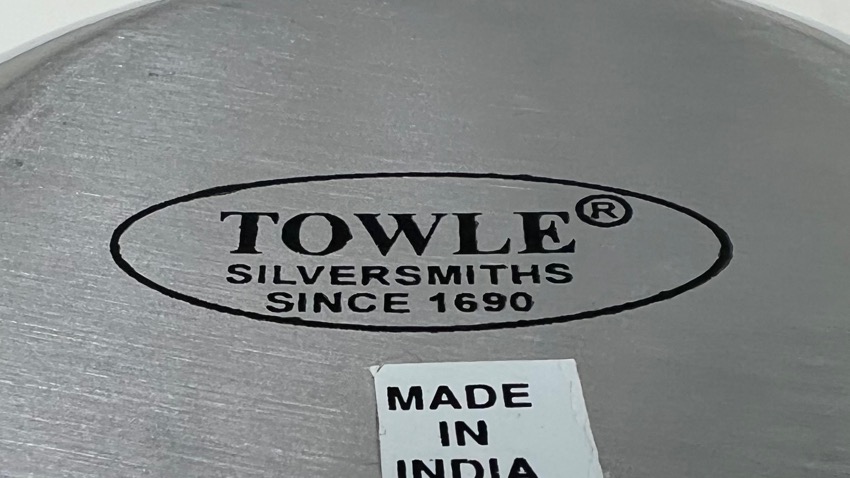 TOWLE®
SILVERSMITHS
SINCE 1690
MADE
IN
INDIA